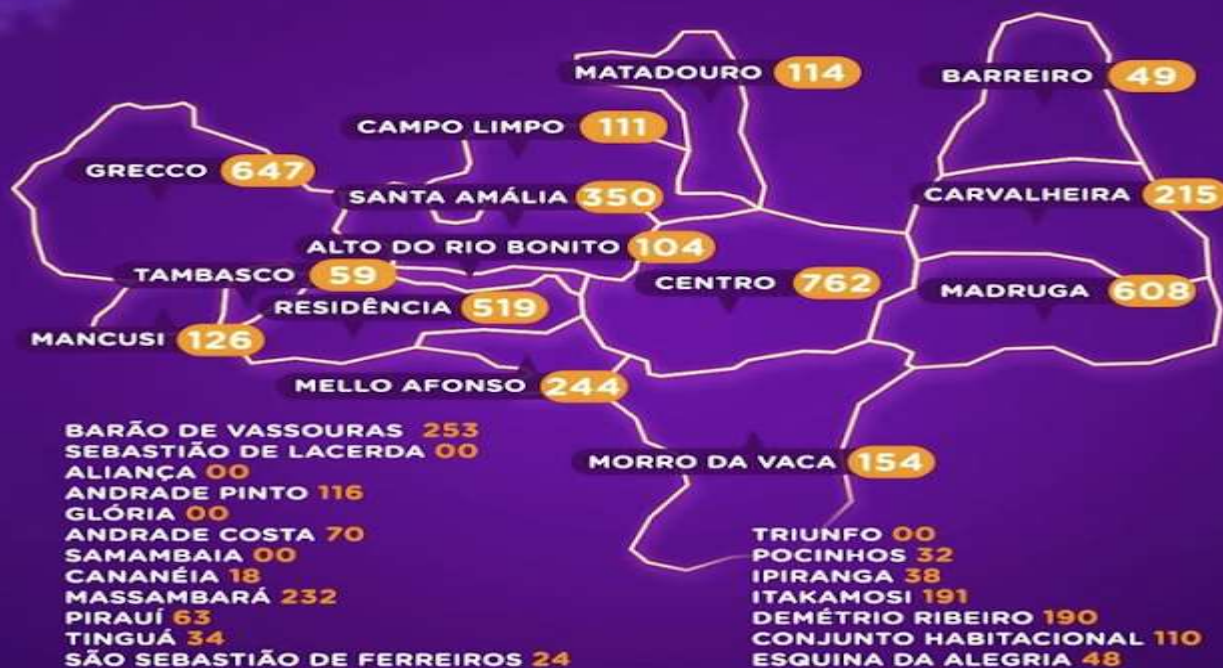 MATADOURO 114
BARREIRO 49
CAMPO LIMPO 111
GRECCO 647
SANTA AMÁLIA 350
CARVALHEIRA 215
ALTO DO RIO BONITO 104
TAMBASCO 59
CENTRO 762
MADRUGA 608
RESIDÊNCIA 519
MANCUSI 126
MELLO AFONSO 244
MORRO DA VACA 154
BARÃO DE VASSOURAS 253
SEBASTIÃO DE LACERDA 00
ALIANÇA 00
ANDRADE PINTO 116
GLÓRIA 00
ANDRADE COSTA 70
SAMAMBAIA 00
CANANÉIA 18
MASSAMBARÁ 232
PIRAUÍ 63
TINGUÁ 34
SÃO SEBASTIÃO DE FERREIROS 24
TRIUNFO 00
POCINHOS 32
IPIRANGA 38
ITAKAMOSI 191
DEMÉTRIO RIBEIRO 190
CONJUNTO HABITACIONAL 110
ESQUINA DA ALEGRIA 48